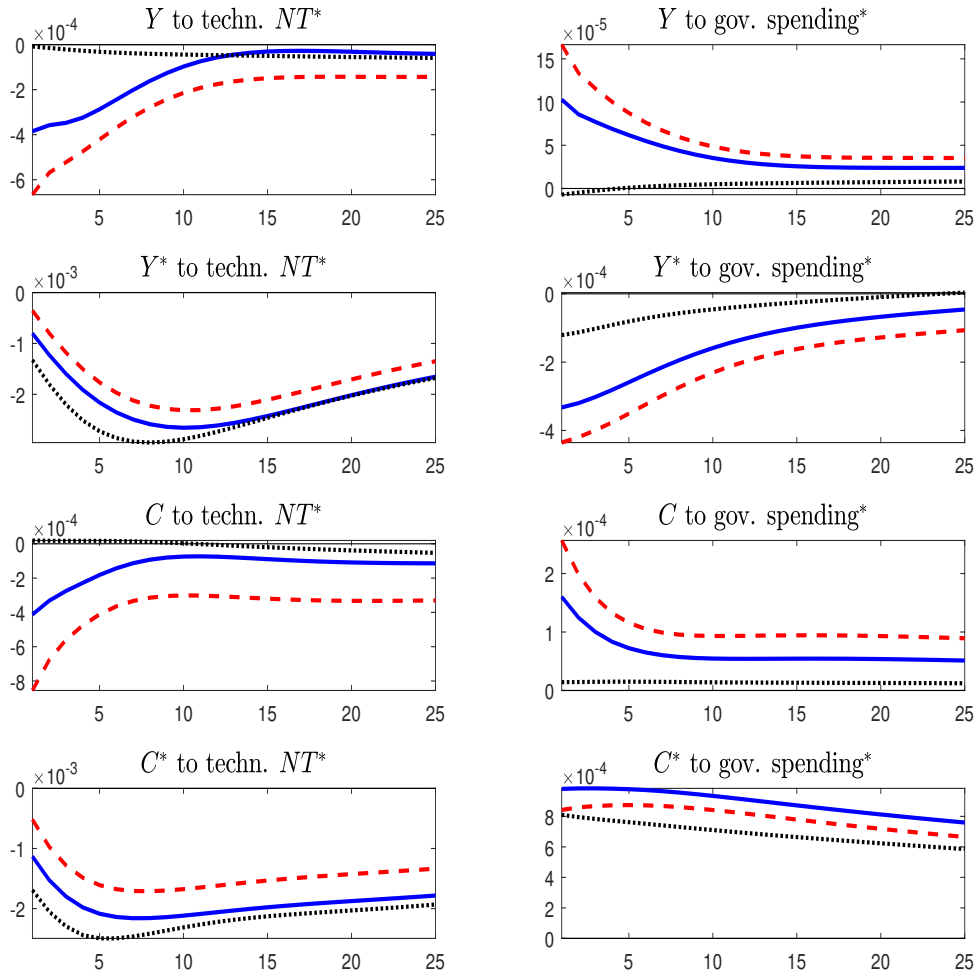 Y to techn. NT*
×10⁻⁴
0
-2
-4
-6
5 10 15 20 25
Y to gov. spending*
×10⁻⁵
15
10
5
0
5 10 15 20 25
Y* to techn. NT*
×10⁻³
0
-1
-2
5 10 15 20 25
Y* to gov. spending*
×10⁻⁴
0
-2
-4
5 10 15 20 25
C to techn. NT*
×10⁻⁴
0
-2
-4
-6
-8
5 10 15 20 25
C to gov. spending*
×10⁻⁴
2
1
0
5 10 15 20 25
C* to techn. NT*
×10⁻³
0
-1
-2
5 10 15 20 25
C* to gov. spending*
×10⁻⁴
8
6
4
2
0
5 10 15 20 25